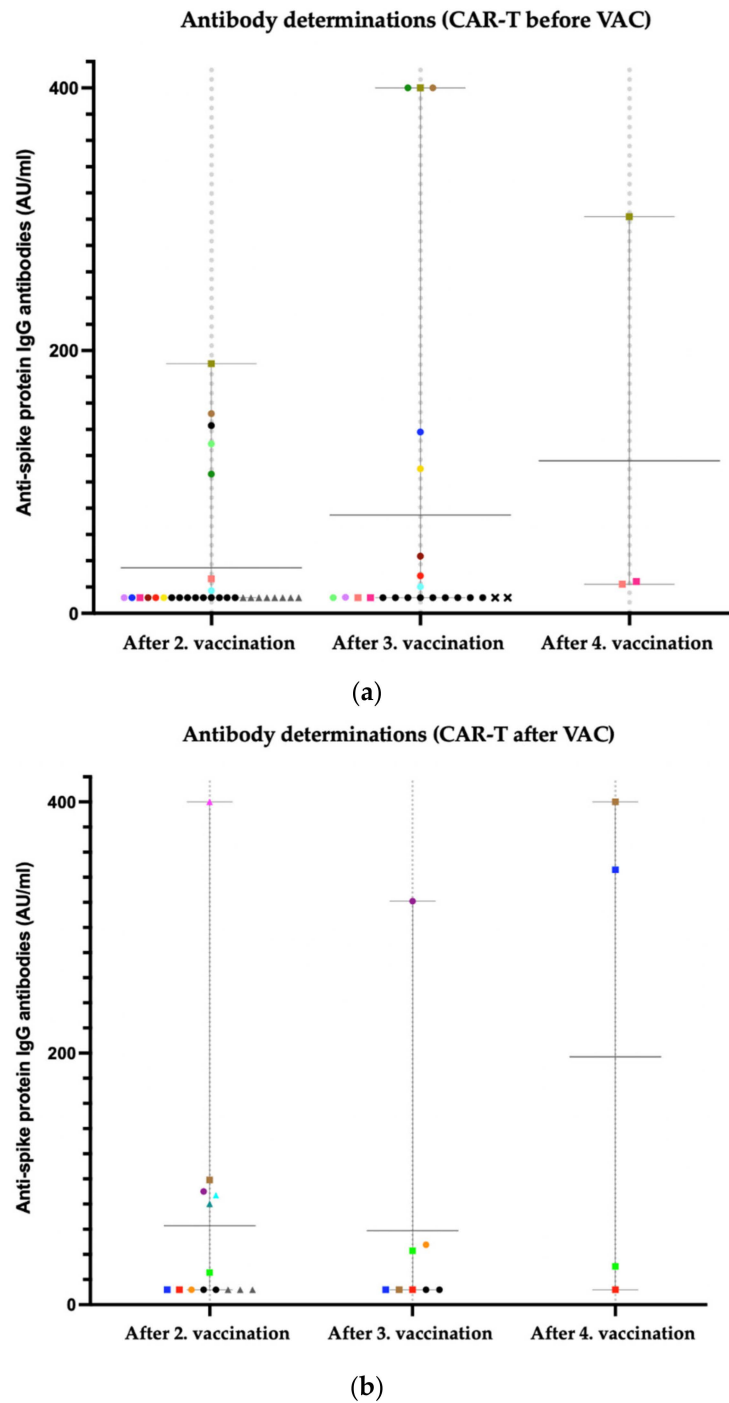 Antibody determinations (CAR-T before VAC)
Anti-spike protein IgG antibodies (AU/ml)
400
200
0
After 2. vaccination After 3. vaccination After 4. vaccination
(a)
Antibody determinations (CAR-T after VAC)
Anti-spike protein IgG antibodies (AU/ml)
400
200
0
After 2. vaccination After 3. vaccination After 4. vaccination
(b)